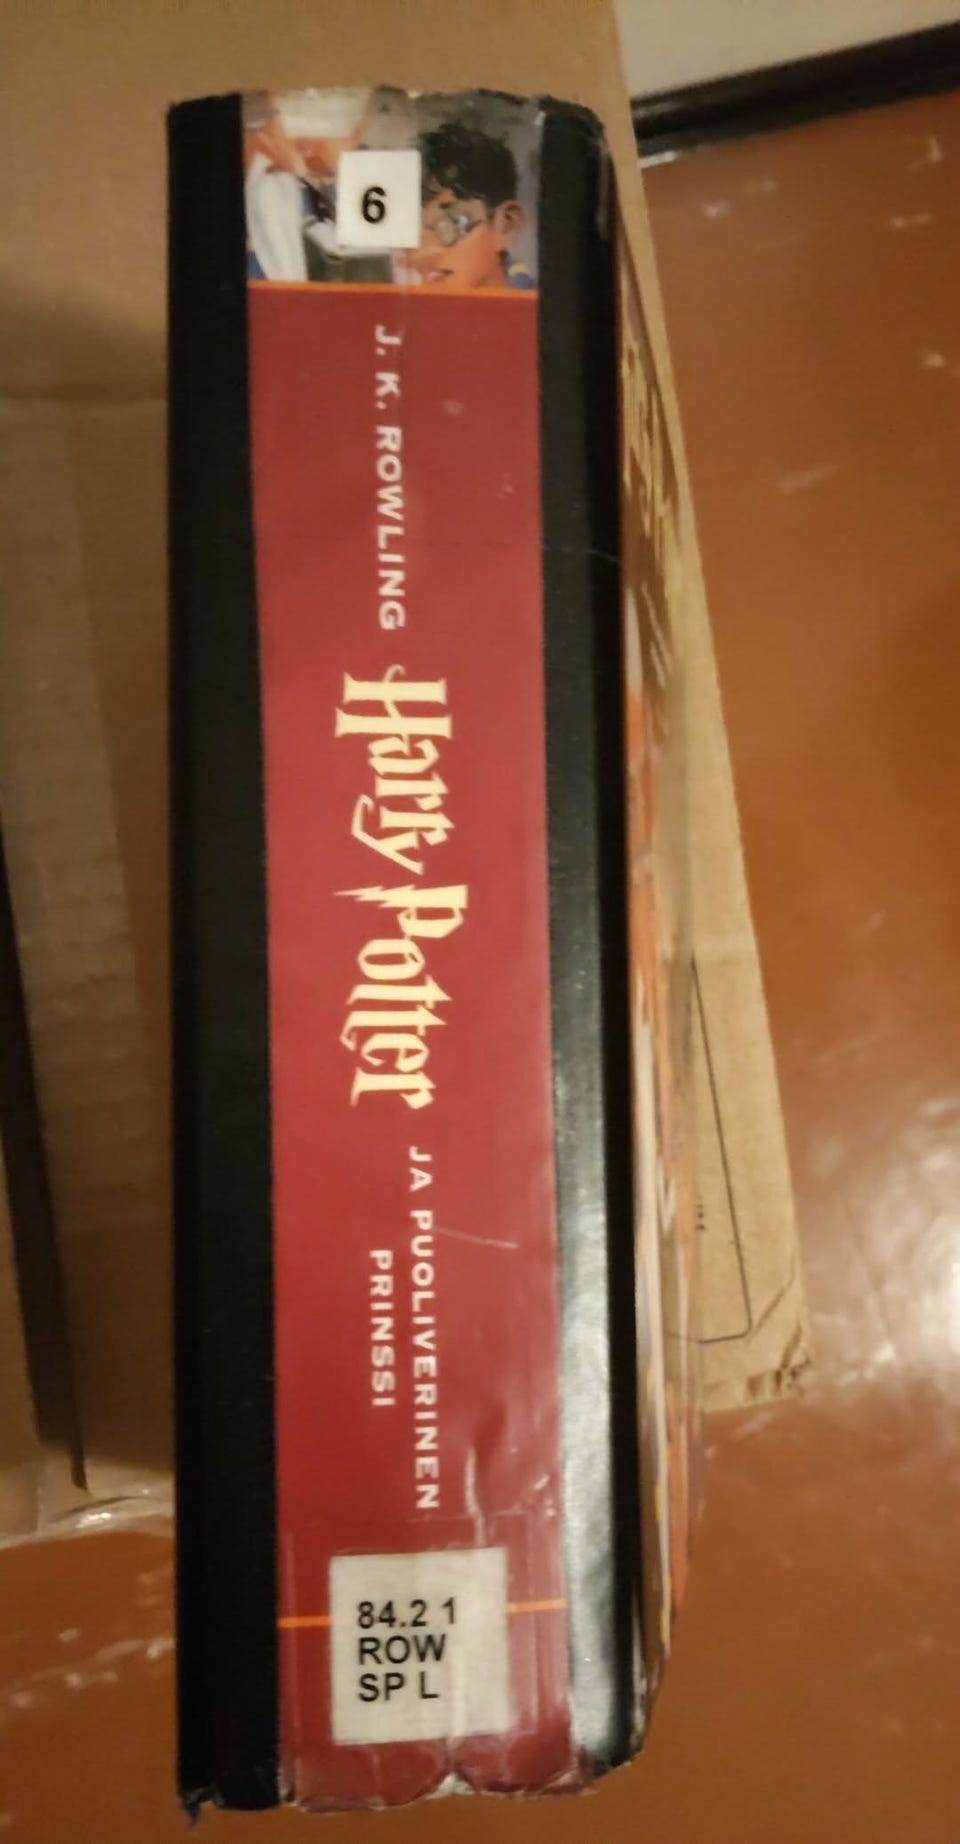 6
J. K. ROWLING
Harry Potter
JA PUOLIVERINEN
PRINSSI
84.2 1
ROW
SP L